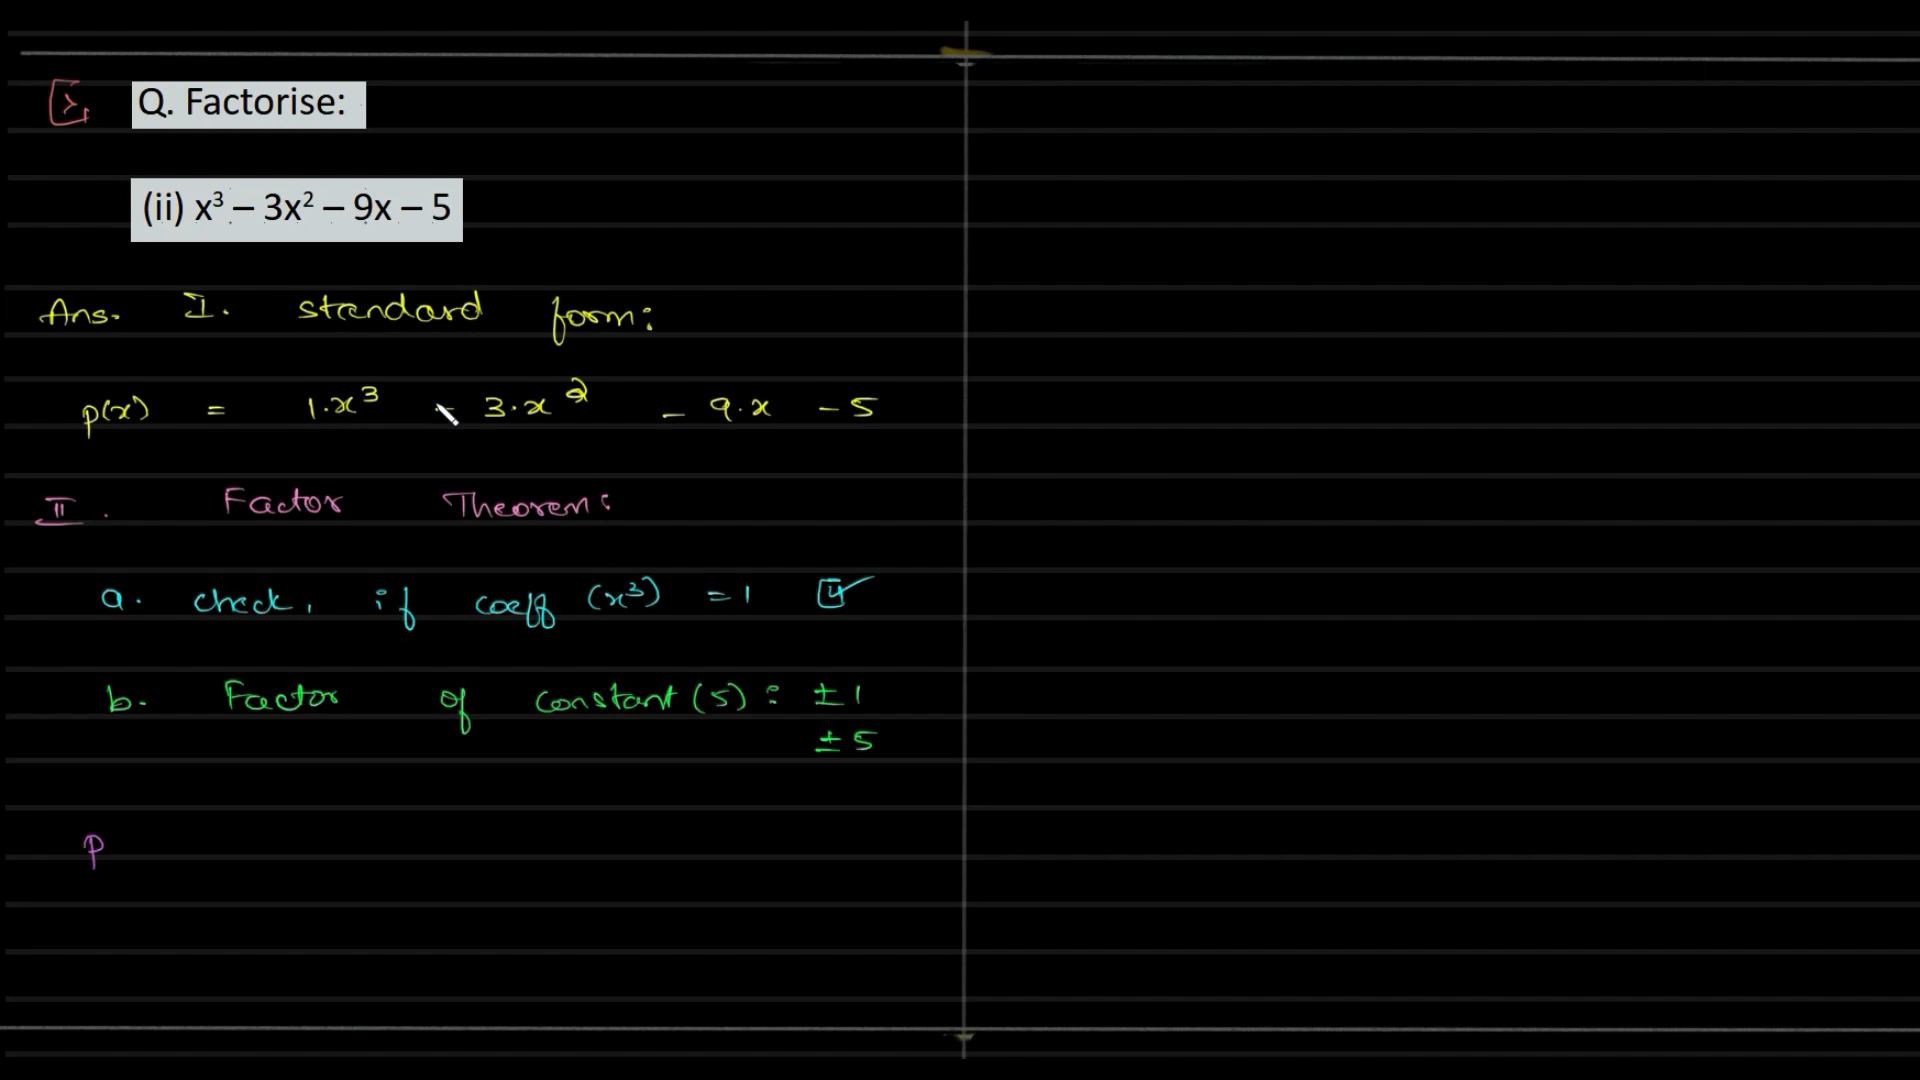 Q. Factorise:
(ii) x³ – 3x² – 9x – 5
Ans. I. standard form:
p(x) = 1.x³ - 3.x² - 9.x - 5
II. Factor Theorem:
a. check, if coeff (x³) = 1
b. Factor of constant (5): ±1
±5
P